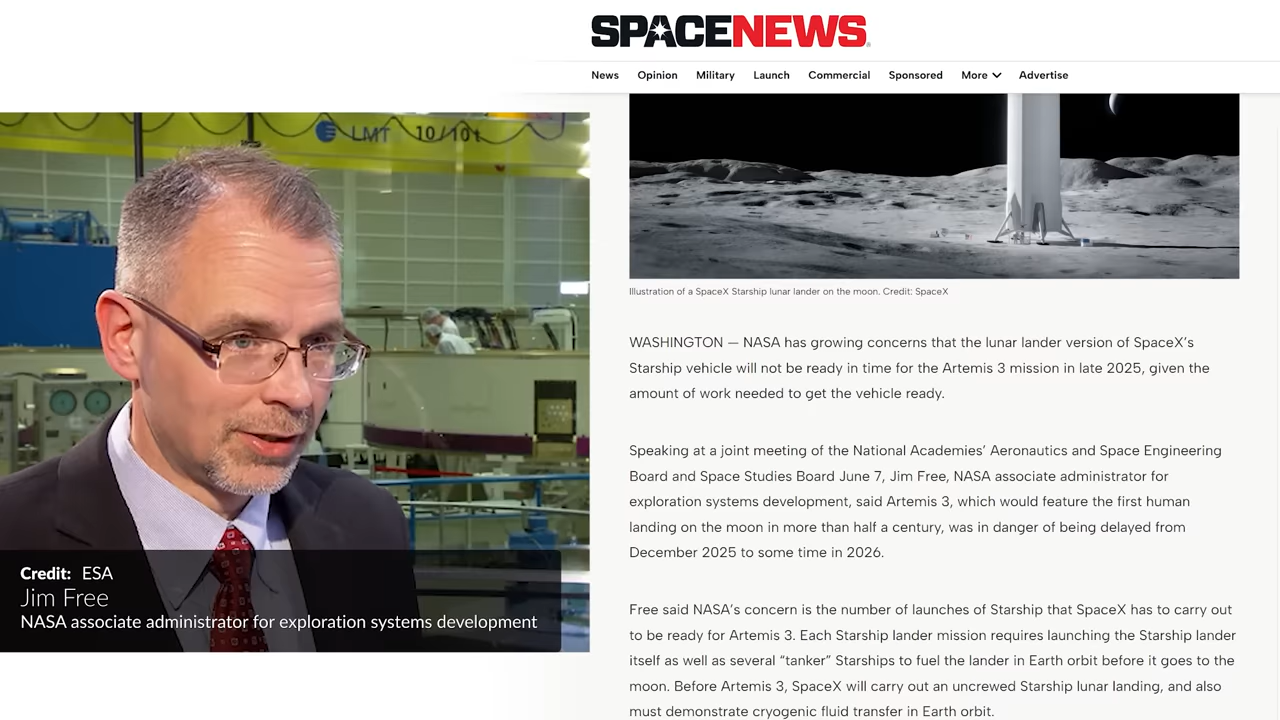 SPACENEWS
News Opinion Military Launch Commercial Sponsored More Advertise
LMT 10/10t
Illustration of a SpaceX Starship lunar lander on the moon. Credit: SpaceX
WASHINGTON — NASA has growing concerns that the lunar lander version of SpaceX's
Starship vehicle will not be ready in time for the Artemis 3 mission in late 2025, given the
amount of work needed to get the vehicle ready.
Speaking at a joint meeting of the National Academies' Aeronautics and Space Engineering
Board and Space Studies Board June 7, Jim Free, NASA associate administrator for
exploration systems development, said Artemis 3, which would feature the first human
landing on the moon in more than half a century, was in danger of being delayed from
December 2025 to some time in 2026.
Free said NASA's concern is the number of launches of Starship that SpaceX has to carry out
to be ready for Artemis 3. Each Starship lander mission requires launching the Starship lander
itself as well as several “tanker” Starships to fuel the lander in Earth orbit before it goes to the
moon. Before Artemis 3, SpaceX will carry out an uncrewed Starship lunar landing, and also
must demonstrate cryogenic fluid transfer in Earth orbit.
Credit: ESA
Jim Free
NASA associate administrator for exploration systems development